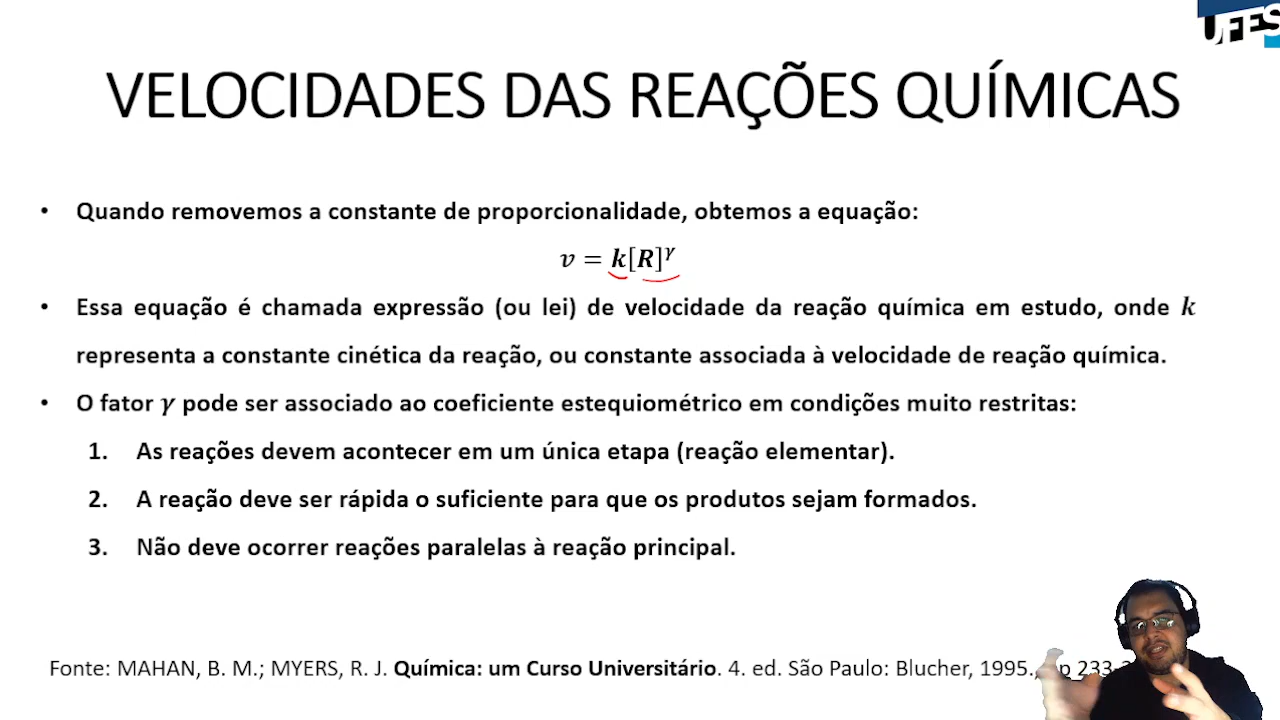 UFES
VELOCIDADES DAS REAÇÕES QUÍMICAS
• Quando removemos a constante de proporcionalidade, obtemos a equação:
v = k[R]^γ
• Essa equação é chamada expressão (ou lei) de velocidade da reação química em estudo, onde k
representa a constante cinética da reação, ou constante associada à velocidade de reação química.
• O fator γ pode ser associado ao coeficiente estequiométrico em condições muito restritas:
1. As reações devem acontecer em um única etapa (reação elementar).
2. A reação deve ser rápida o suficiente para que os produtos sejam formados.
3. Não deve ocorrer reações paralelas à reação principal.
Fonte: MAHAN, B. M.; MYERS, R. J. Química: um Curso Universitário. 4. ed. São Paulo: Blucher, 1995., p 233-